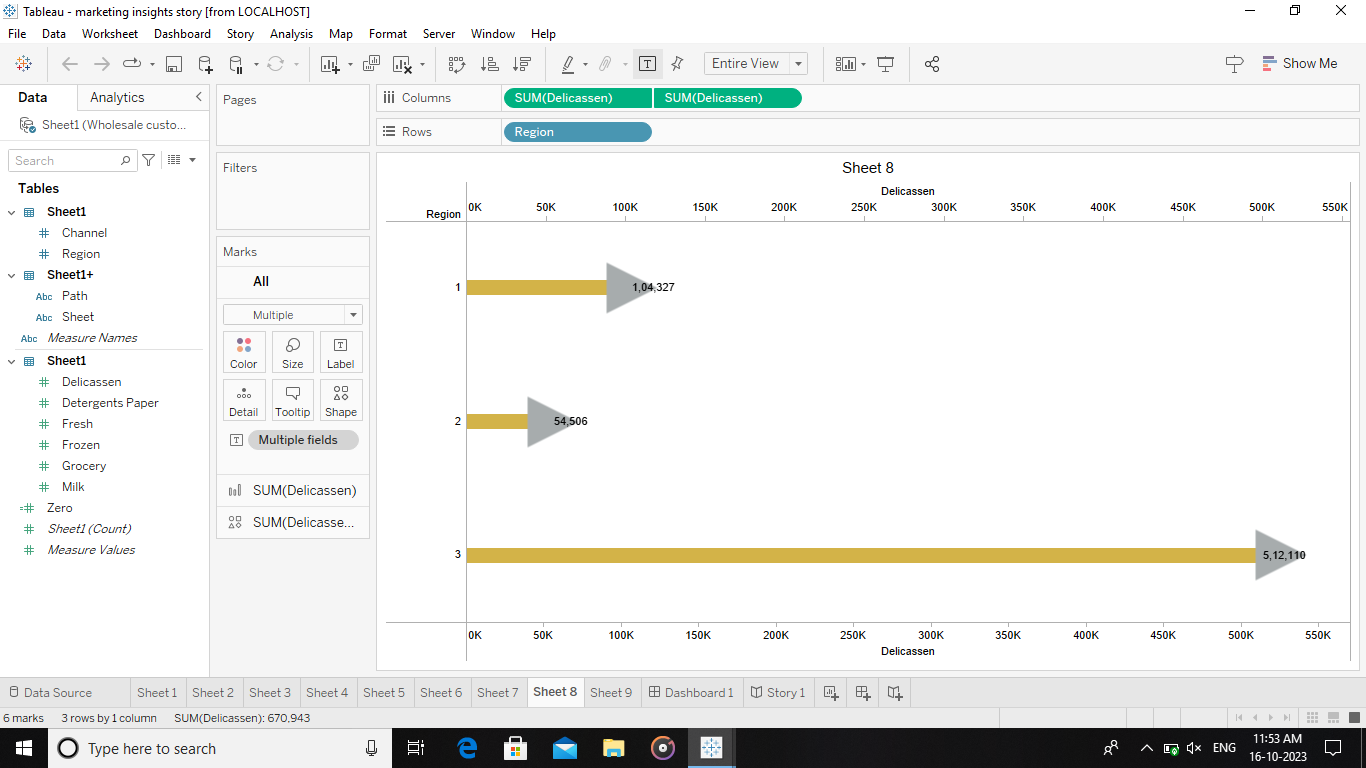 Tableau - marketing insights story [from LOCALHOST]
File Data Worksheet Dashboard Story Analysis Map Format Server Window Help
Entire View
Show Me
Data Analytics
Sheet1 (Wholesale custo...
Search
Tables
Sheet1
Channel
Region
Sheet1+
Abc Path
Abc Sheet
Abc Measure Names
Sheet1
Delicassen
Detergents Paper
Fresh
Frozen
Grocery
Milk
Zero
Sheet1 (Count)
Measure Values
Pages
Filters
Marks
All
Multiple
Color Size Label
Detail Tooltip Shape
Multiple fields
SUM(Delicassen)
SUM(Delicasse...
Columns SUM(Delicassen) SUM(Delicassen)
Rows Region
Sheet 8
Delicassen
Region 0K 50K 100K 150K 200K 250K 300K 350K 400K 450K 500K 550K
1 1,04,327
2 54,506
3 5,12,110
0K 50K 100K 150K 200K 250K 300K 350K 400K 450K 500K 550K
Delicassen
Data Source Sheet 1 Sheet 2 Sheet 3 Sheet 4 Sheet 5 Sheet 6 Sheet 7 Sheet 8 Sheet 9 Dashboard 1 Story 1
6 marks 3 rows by 1 column SUM(Delicassen): 670,943
Type here to search
ENG
11:53 AM
16-10-2023